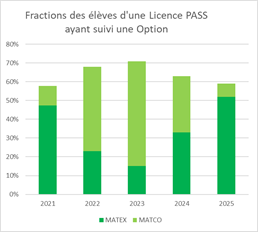 Fractions des élèves d'une Licence PASS
ayant suivi une Option
80%
70%
60%
50%
40%
30%
20%
10%
0%
2021 2022 2023 2024 2025
MATEX MATCO